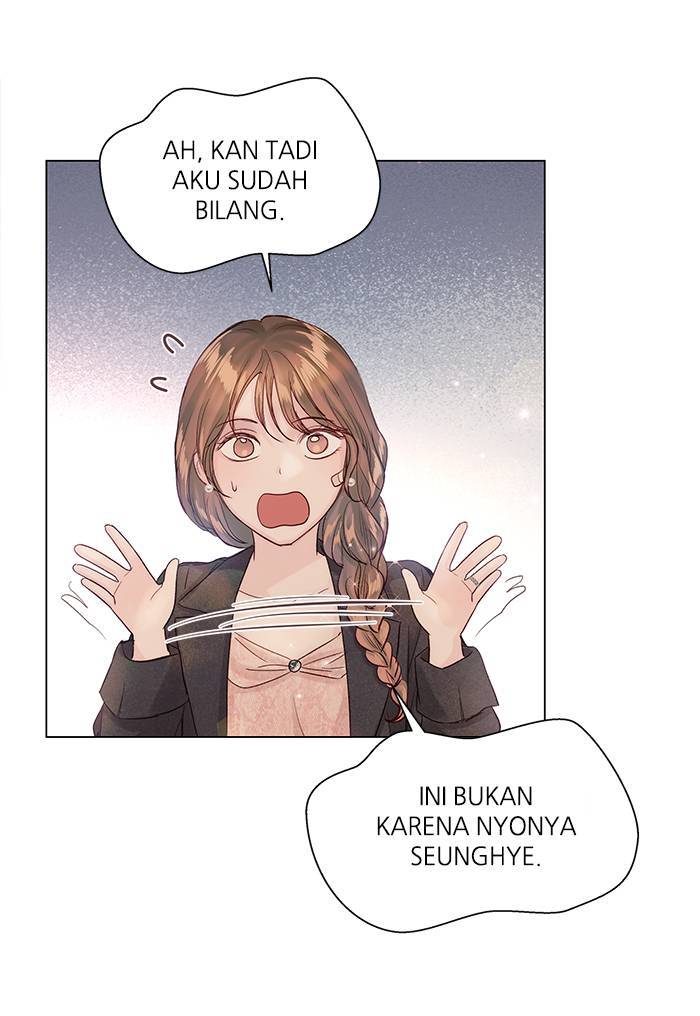 AH, KAN TADI
AKU SUDAH
BILANG.
INI BUKAN
KARENA NYONYA
SEUNGHYE.